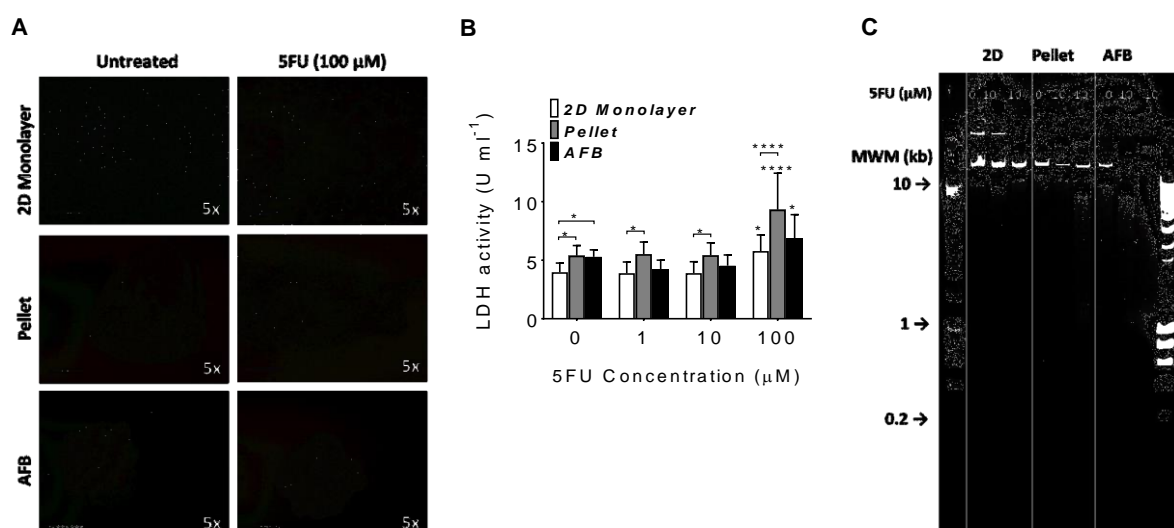 A
Untreated 5FU (100 µM)
2D Monolayer
5x
5x
Pellet
5x
5x
AFB
5x
5x
B
2D Monolayer
Pellet
AFB
LDH activity (U ml-1)
15
10
5
0
* * * *
* * * *
*
*
*
*
*
*
*
0 1 10 100
5FU Concentration (µM)
C
2D Pellet AFB
5FU (µM)
MWM (kb)
10 →
1 →
0.2 →